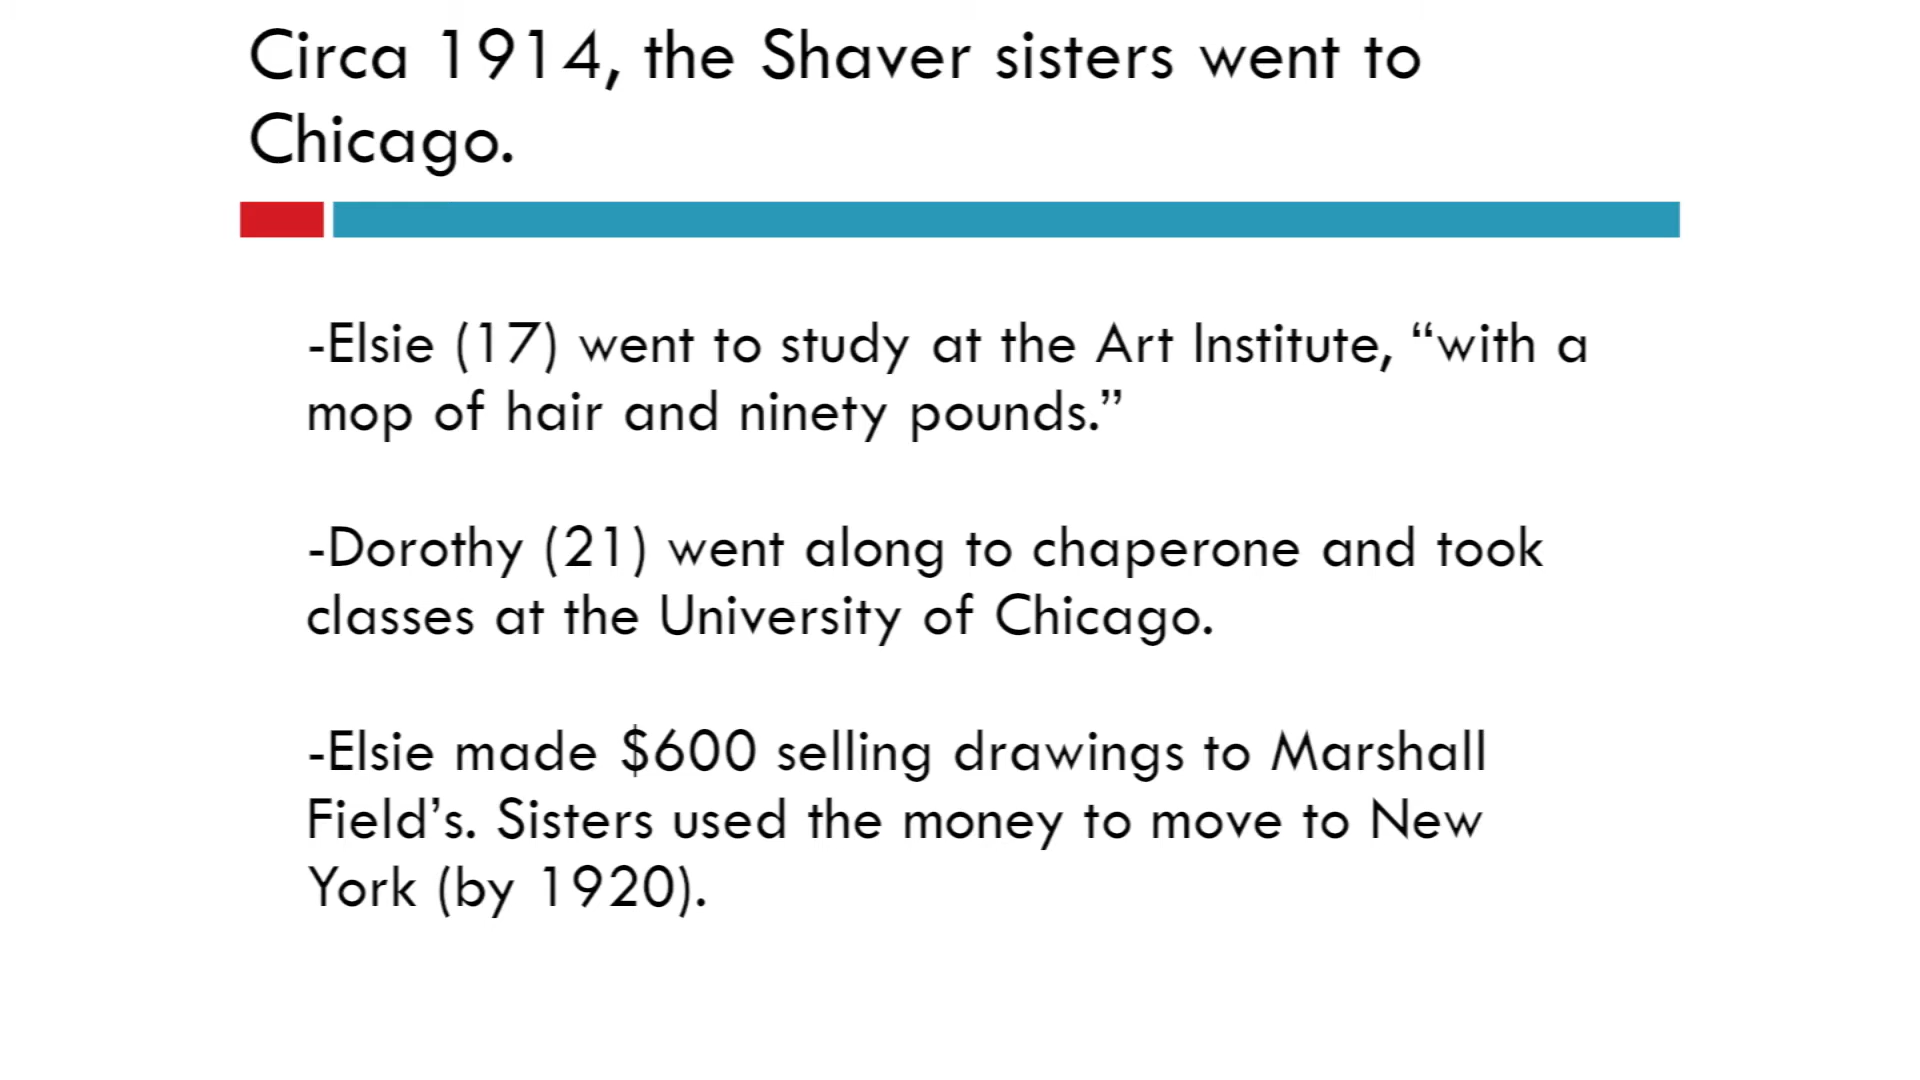 Circa 1914, the Shaver sisters went to
Chicago.
-Elsie (17) went to study at the Art Institute, “with a
mop of hair and ninety pounds.”
-Dorothy (21) went along to chaperone and took
classes at the University of Chicago.
-Elsie made $600 selling drawings to Marshall
Field’s. Sisters used the money to move to New
York (by 1920).